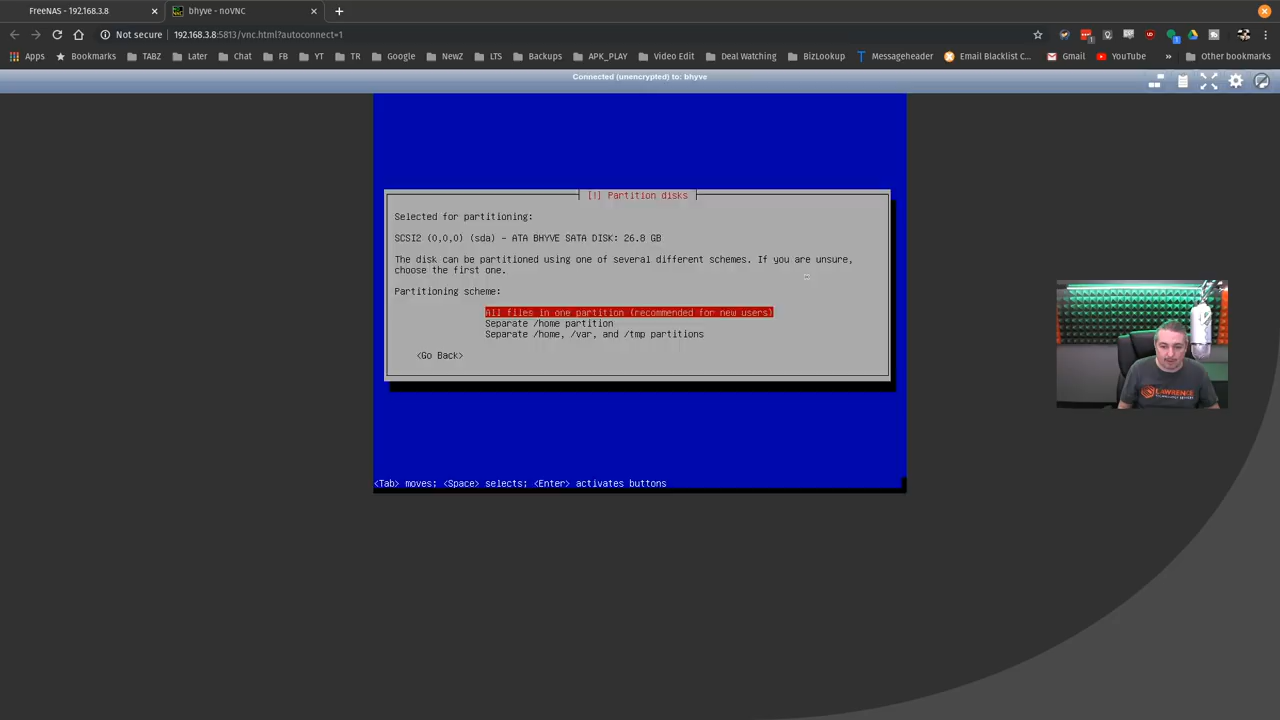 FreeNAS - 192.168.3.8
bhyve - noVNC
Not secure
192.168.3.8:5813/vnc.html?autoconnect=1
Apps
Bookmarks
TABZ
Later
Chat
FB
YT
TR
Google
NewZ
LTS
Backups
APK_PLAY
Video Edit
Deal Watching
BizLookup
Messageheader
Email Blacklist C...
Gmail
YouTube
Other bookmarks
Connected (unencrypted) to: bhyve
[!] Partition disks
Selected for partitioning:
SCSI2 (0,0,0) (sda) - ATA BHYVE SATA DISK: 26.8 GB
The disk can be partitioned using one of several different schemes. If you are unsure,
choose the first one.
Partitioning scheme:
All files in one partition (recommended for new users)
Separate /home partition
Separate /home, /var, and /tmp partitions
<Go Back>
<Tab> moves; <Space> selects; <Enter> activates buttons
LAWRENCE